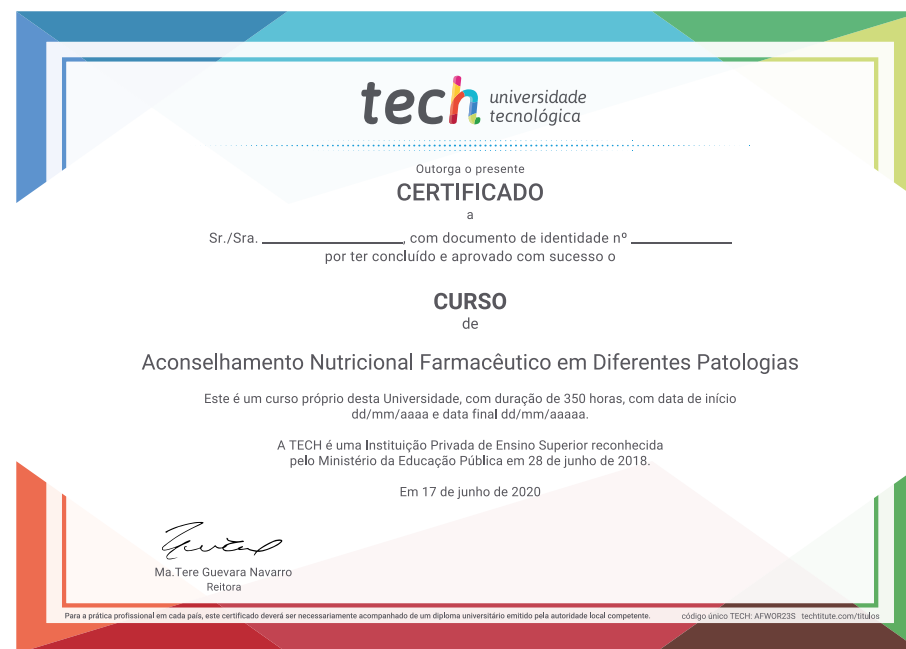 tech universidade
tecnológica
Outorga o presente
CERTIFICADO
a
Sr./Sra. ________________, com documento de identidade nº ____________
por ter concluído e aprovado com sucesso o
CURSO
de
Aconselhamento Nutricional Farmacêutico em Diferentes Patologias
Este é um curso próprio desta Universidade, com duração de 350 horas, com data de início
dd/mm/aaaa e data final dd/mm/aaaaa.
A TECH é uma Instituição Privada de Ensino Superior reconhecida
pelo Ministério da Educação Pública em 28 de junho de 2018.
Em 17 de junho de 2020
Ma.Tere Guevara Navarro
Reitora
Para a prática profissional em cada país, este certificado deverá ser necessariamente acompanhado de um diploma universitário emitido pela autoridade local competente. código único TECH: AFWOR23S techtitute.com/titulos